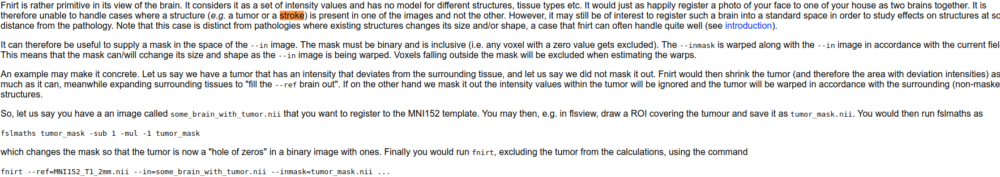 Fnirt is rather primitive in its view of the brain. It considers it as a set of intensity values and has no model for different structures, tissue types etc. It would just as happily register a photo of your face to one of your house as two brains together. It is
therefore unable to handle cases where a structure (e.g. a tumor or a stroke) is present in one of the images and not the other. However, it may still be of interest to register such a brain into a standard space in order to study effects on structures at so
distance from the pathology. Note that this case is distinct from pathologies where existing structures changes its size and/or shape, a case that fnirt can often handle quite well (see introduction).
It can therefore be useful to supply a mask in the space of the --in image. The mask must be binary and is inclusive (i.e. any voxel with a zero value gets excluded). The --inmask is warped along with the --in image in accordance with the current fiel
This means that the mask can/will cchange its size and shape as the --in image is being warped. Voxels falling outside the mask will be excluded when estimating the warps.
An example may make it concrete. Let us say we have a tumor that has an intensity that deviates from the surrounding tissue, and let us say we did not mask it out. Fnirt would then shrink the tumor (and therefore the area with deviation intensities) as
much as it can, meanwhile expanding surrounding tissues to "fill the --ref brain out". If on the other hand we mask it out the intensity values within the tumor will be ignored and the tumor will be warped in accordance with the surrounding (non-maske
structures.
So, let us say you have a an image called some_brain_with_tumor.nii that you want to register to the MNI152 template. You may then, e.g. in flsview, draw a ROI covering the tumour and save it as tumor_mask.nii. You would then run fslmaths as
fslmaths tumor_mask -sub 1 -mul -1 tumor_mask
which changes the mask so that the tumor is now a "hole of zeros" in a binary image with ones. Finally you would run fnirt, excluding the tumor from the calculations, using the command
fnirt --ref=MNI152_T1_2mm.nii --in=some_brain_with_tumor.nii --inmask=tumor_mask.nii ...